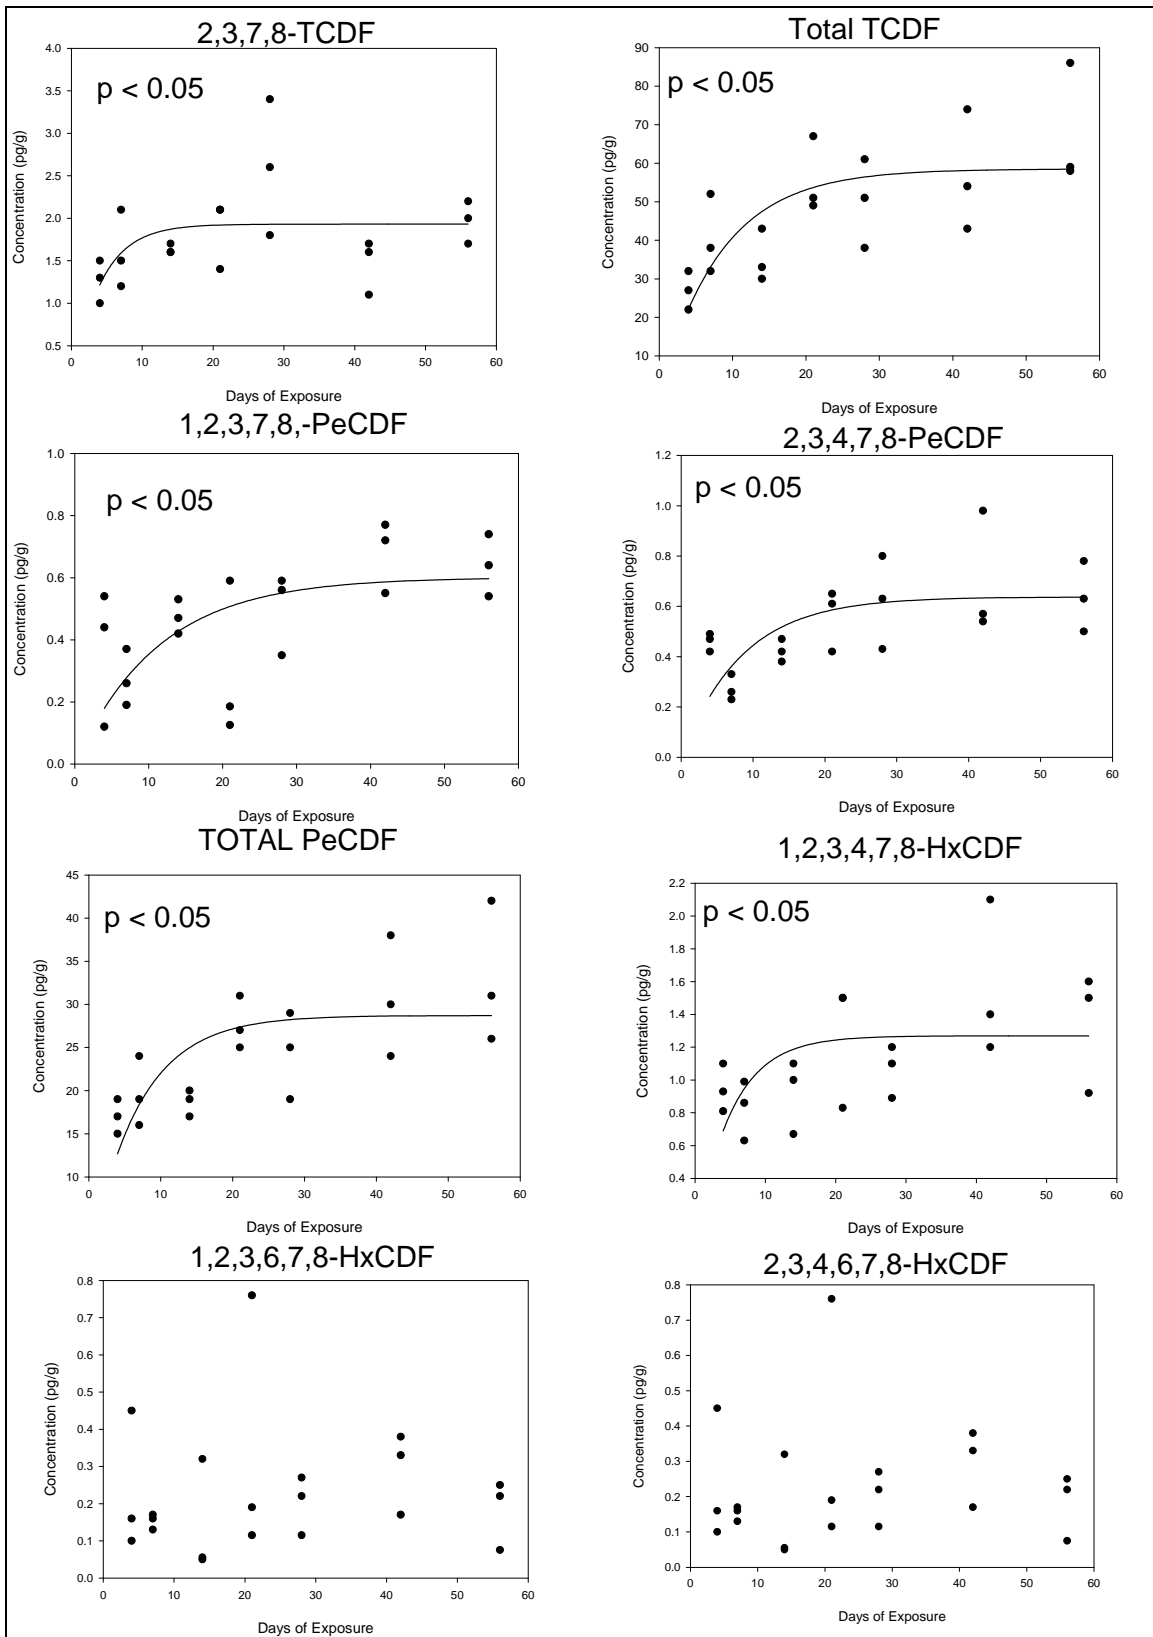 2,3,7,8-TCDF
4.0
3.5
3.0
2.5
2.0
1.5
1.0
0.5
p < 0.05
Concentration (pg/g)
0 10 20 30 40 50 60
Days of Exposure
Total TCDF
90
80
70
60
50
40
30
20
10
p < 0.05
Concentration (pg/g)
0 10 20 30 40 50 60
Days of Exposure
1,2,3,7,8,-PeCDF
1.0
0.8
0.6
0.4
0.2
0.0
p < 0.05
Concentration (pg/g)
0 10 20 30 40 50 60
Days of Exposure
2,3,4,7,8-PeCDF
1.2
1.0
0.8
0.6
0.4
0.2
0.0
p < 0.05
Concentration (pg/g)
0 10 20 30 40 50 60
Days of Exposure
TOTAL PeCDF
45
40
35
30
25
20
15
10
p < 0.05
Concentration (pg/g)
0 10 20 30 40 50 60
Days of Exposure
1,2,3,4,7,8-HxCDF
2.2
2.0
1.8
1.6
1.4
1.2
1.0
0.8
0.6
0.4
p < 0.05
Concentration (pg/g)
0 10 20 30 40 50 60
Days of Exposure
1,2,3,6,7,8-HxCDF
0.8
0.7
0.6
0.5
0.4
0.3
0.2
0.1
0.0
Concentration (pg/g)
0 10 20 30 40 50 60
Days of Exposure
2,3,4,6,7,8-HxCDF
0.8
0.7
0.6
0.5
0.4
0.3
0.2
0.1
0.0
Concentration (pg/g)
0 10 20 30 40 50 60
Days of Exposure